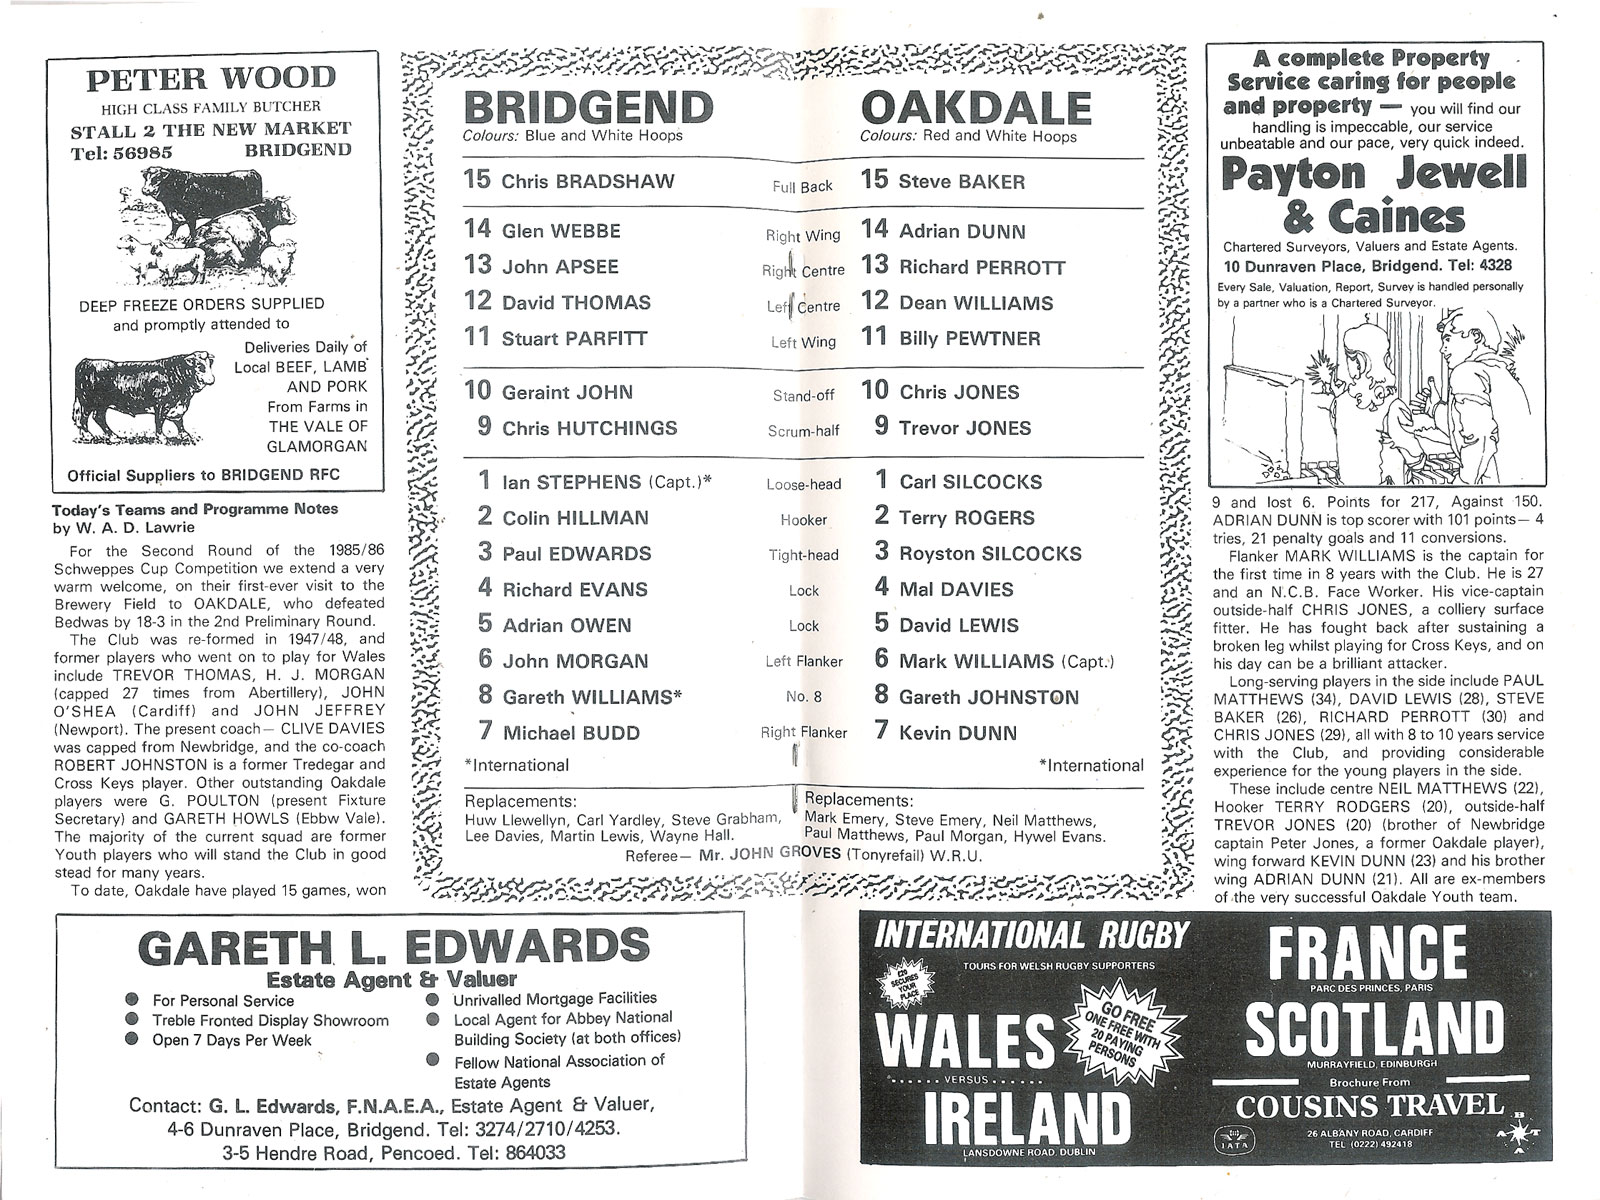 PETER WOOD
HIGH CLASS FAMILY BUTCHER
STALL 2 THE NEW MARKET
Tel: 56985 BRIDGEND
DEEP FREEZE ORDERS SUPPLIED
and promptly attended to
Deliveries Daily of
Local BEEF, LAMB
AND PORK
From Farms in
THE VALE OF
GLAMORGAN
Official Suppliers to BRIDGEND RFC
Today's Teams and Programme Notes
by W. A. D. Lawrie
For the Second Round of the 1985/86
Schweppes Cup Competition we extend a very
warm welcome, on their first-ever visit to the
Brewery Field to OAKDALE, who defeated
Bedwas by 18-3 in the 2nd Preliminary Round.
The Club was re-formed in 1947/48, and
former players who went on to play for Wales
include TREVOR THOMAS, H. J. MORGAN
(capped 27 times from Abertillery), JOHN
O'SHEA (Cardiff) and JOHN JEFFREY
(Newport). The present coach— CLIVE DAVIES
was capped from Newbridge, and the co-coach
ROBERT JOHNSTON is a former Tredegar and
Cross Keys player. Other outstanding Oakdale
players were G. POULTON (present Fixture
Secretary) and GARETH HOWLS (Ebbw Vale).
The majority of the current squad are former
Youth players who will stand the Club in good
stead for many years.
To date, Oakdale have played 15 games, won
BRIDGEND OAKDALE
Colours: Blue and White Hoops Colours: Red and White Hoops
15 Chris BRADSHAW Full Back 15 Steve BAKER
14 Glen WEBBE Right Wing 14 Adrian DUNN
13 John APSEE Right Centre 13 Richard PERROTT
12 David THOMAS Left Centre 12 Dean WILLIAMS
11 Stuart PARFITT Left Wing 11 Billy PEWTNER
10 Geraint JOHN Stand-off 10 Chris JONES
9 Chris HUTCHINGS Scrum-half 9 Trevor JONES
1 Ian STEPHENS (Capt.)* Loose-head 1 Carl SILCOCKS
2 Colin HILLMAN Hooker 2 Terry ROGERS
3 Paul EDWARDS Tight-head 3 Royston SILCOCKS
4 Richard EVANS Lock 4 Mal DAVIES
5 Adrian OWEN Lock 5 David LEWIS
6 John MORGAN Left Flanker 6 Mark WILLIAMS (Capt.)
8 Gareth WILLIAMS* No. 8 8 Gareth JOHNSTON
7 Michael BUDD Right Flanker 7 Kevin DUNN
*International *International
Replacements: Replacements:
Huw Llewellyn, Carl Yardley, Steve Grabham, Mark Emery, Steve Emery, Neil Matthews,
Lee Davies, Martin Lewis, Wayne Hall. Paul Matthews, Paul Morgan, Hywel Evans.
Referee— Mr. JOHN GROVES (Tonyrefail) W.R.U.
A complete Property
Service caring for people
and property — you will find our
handling is impeccable, our service
unbeatable and our pace, very quick indeed.
Payton Jewell
& Caines
Chartered Surveyors, Valuers and Estate Agents.
10 Dunraven Place, Bridgend. Tel: 4328
Every Sale, Valuation, Report, Survey is handled personally
by a partner who is a Chartered Surveyor.
9 and lost 6. Points for 217, Against 150.
ADRIAN DUNN is top scorer with 101 points— 4
tries, 21 penalty goals and 11 conversions.
Flanker MARK WILLIAMS is the captain for
the first time in 8 years with the Club. He is 27
and an N.C.B. Face Worker. His vice-captain
outside-half CHRIS JONES, a colliery surface
fitter. He has fought back after sustaining a
broken leg whilst playing for Cross Keys, and on
his day can be a brilliant attacker.
Long-serving players in the side include PAUL
MATTHEWS (34), DAVID LEWIS (28), STEVE
BAKER (26), RICHARD PERROTT (30) and
CHRIS JONES (29), all with 8 to 10 years service
with the Club, and providing considerable
experience for the young players in the side.
These include centre NEIL MATTHEWS (22),
Hooker TERRY RODGERS (20), outside-half
TREVOR JONES (20) (brother of Newbridge
captain Peter Jones, a former Oakdale player),
wing forward KEVIN DUNN (23) and his brother
wing ADRIAN DUNN (21). All are ex-members
of the very successful Oakdale Youth team.
GARETH L. EDWARDS
Estate Agent & Valuer
● For Personal Service
● Treble Fronted Display Showroom
● Open 7 Days Per Week
● Unrivalled Mortgage Facilities
● Local Agent for Abbey National
Building Society (at both offices)
● Fellow National Association of
Estate Agents
Contact: G. L. Edwards, F.N.A.E.A., Estate Agent & Valuer,
4-6 Dunraven Place, Bridgend. Tel: 3274/2710/4253.
3-5 Hendre Road, Pencoed. Tel: 864033
INTERNATIONAL RUGBY
TOURS FOR WELSH RUGBY SUPPORTERS
£20
SECURES
YOUR
PLACE
GO FREE
ONE FREE WITH
20 PAYING
PERSONS
WALES
VERSUS
IRELAND
LANSDOWNE ROAD, DUBLIN
FRANCE
PARC DES PRINCES, PARIS
SCOTLAND
MURRAYFIELD, EDINBURGH
Brochure From
COUSINS TRAVEL
26 ALBANY ROAD, CARDIFF
TEL (0222) 492418
IATA
ABTA